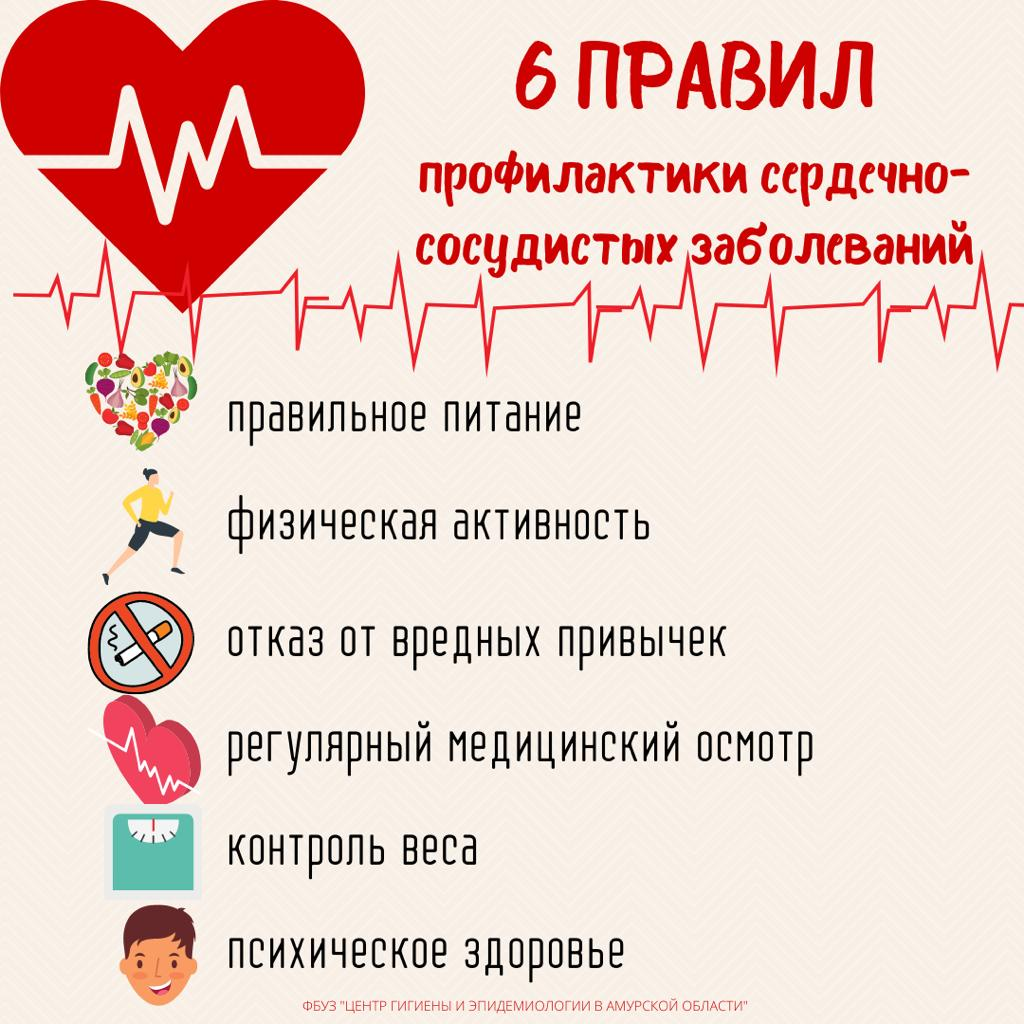 6 ПРАВИЛ
профилактики сердечно-
сосудистых заболеваний
правильное питание
физическая активность
отказ от вредных привычек
регулярный медицинский осмотр
контроль веса
психическое здоровье
ФБУЗ "ЦЕНТР ГИГИЕНЫ И ЭПИДЕМИОЛОГИИ В АМУРСКОЙ ОБЛАСТИ"